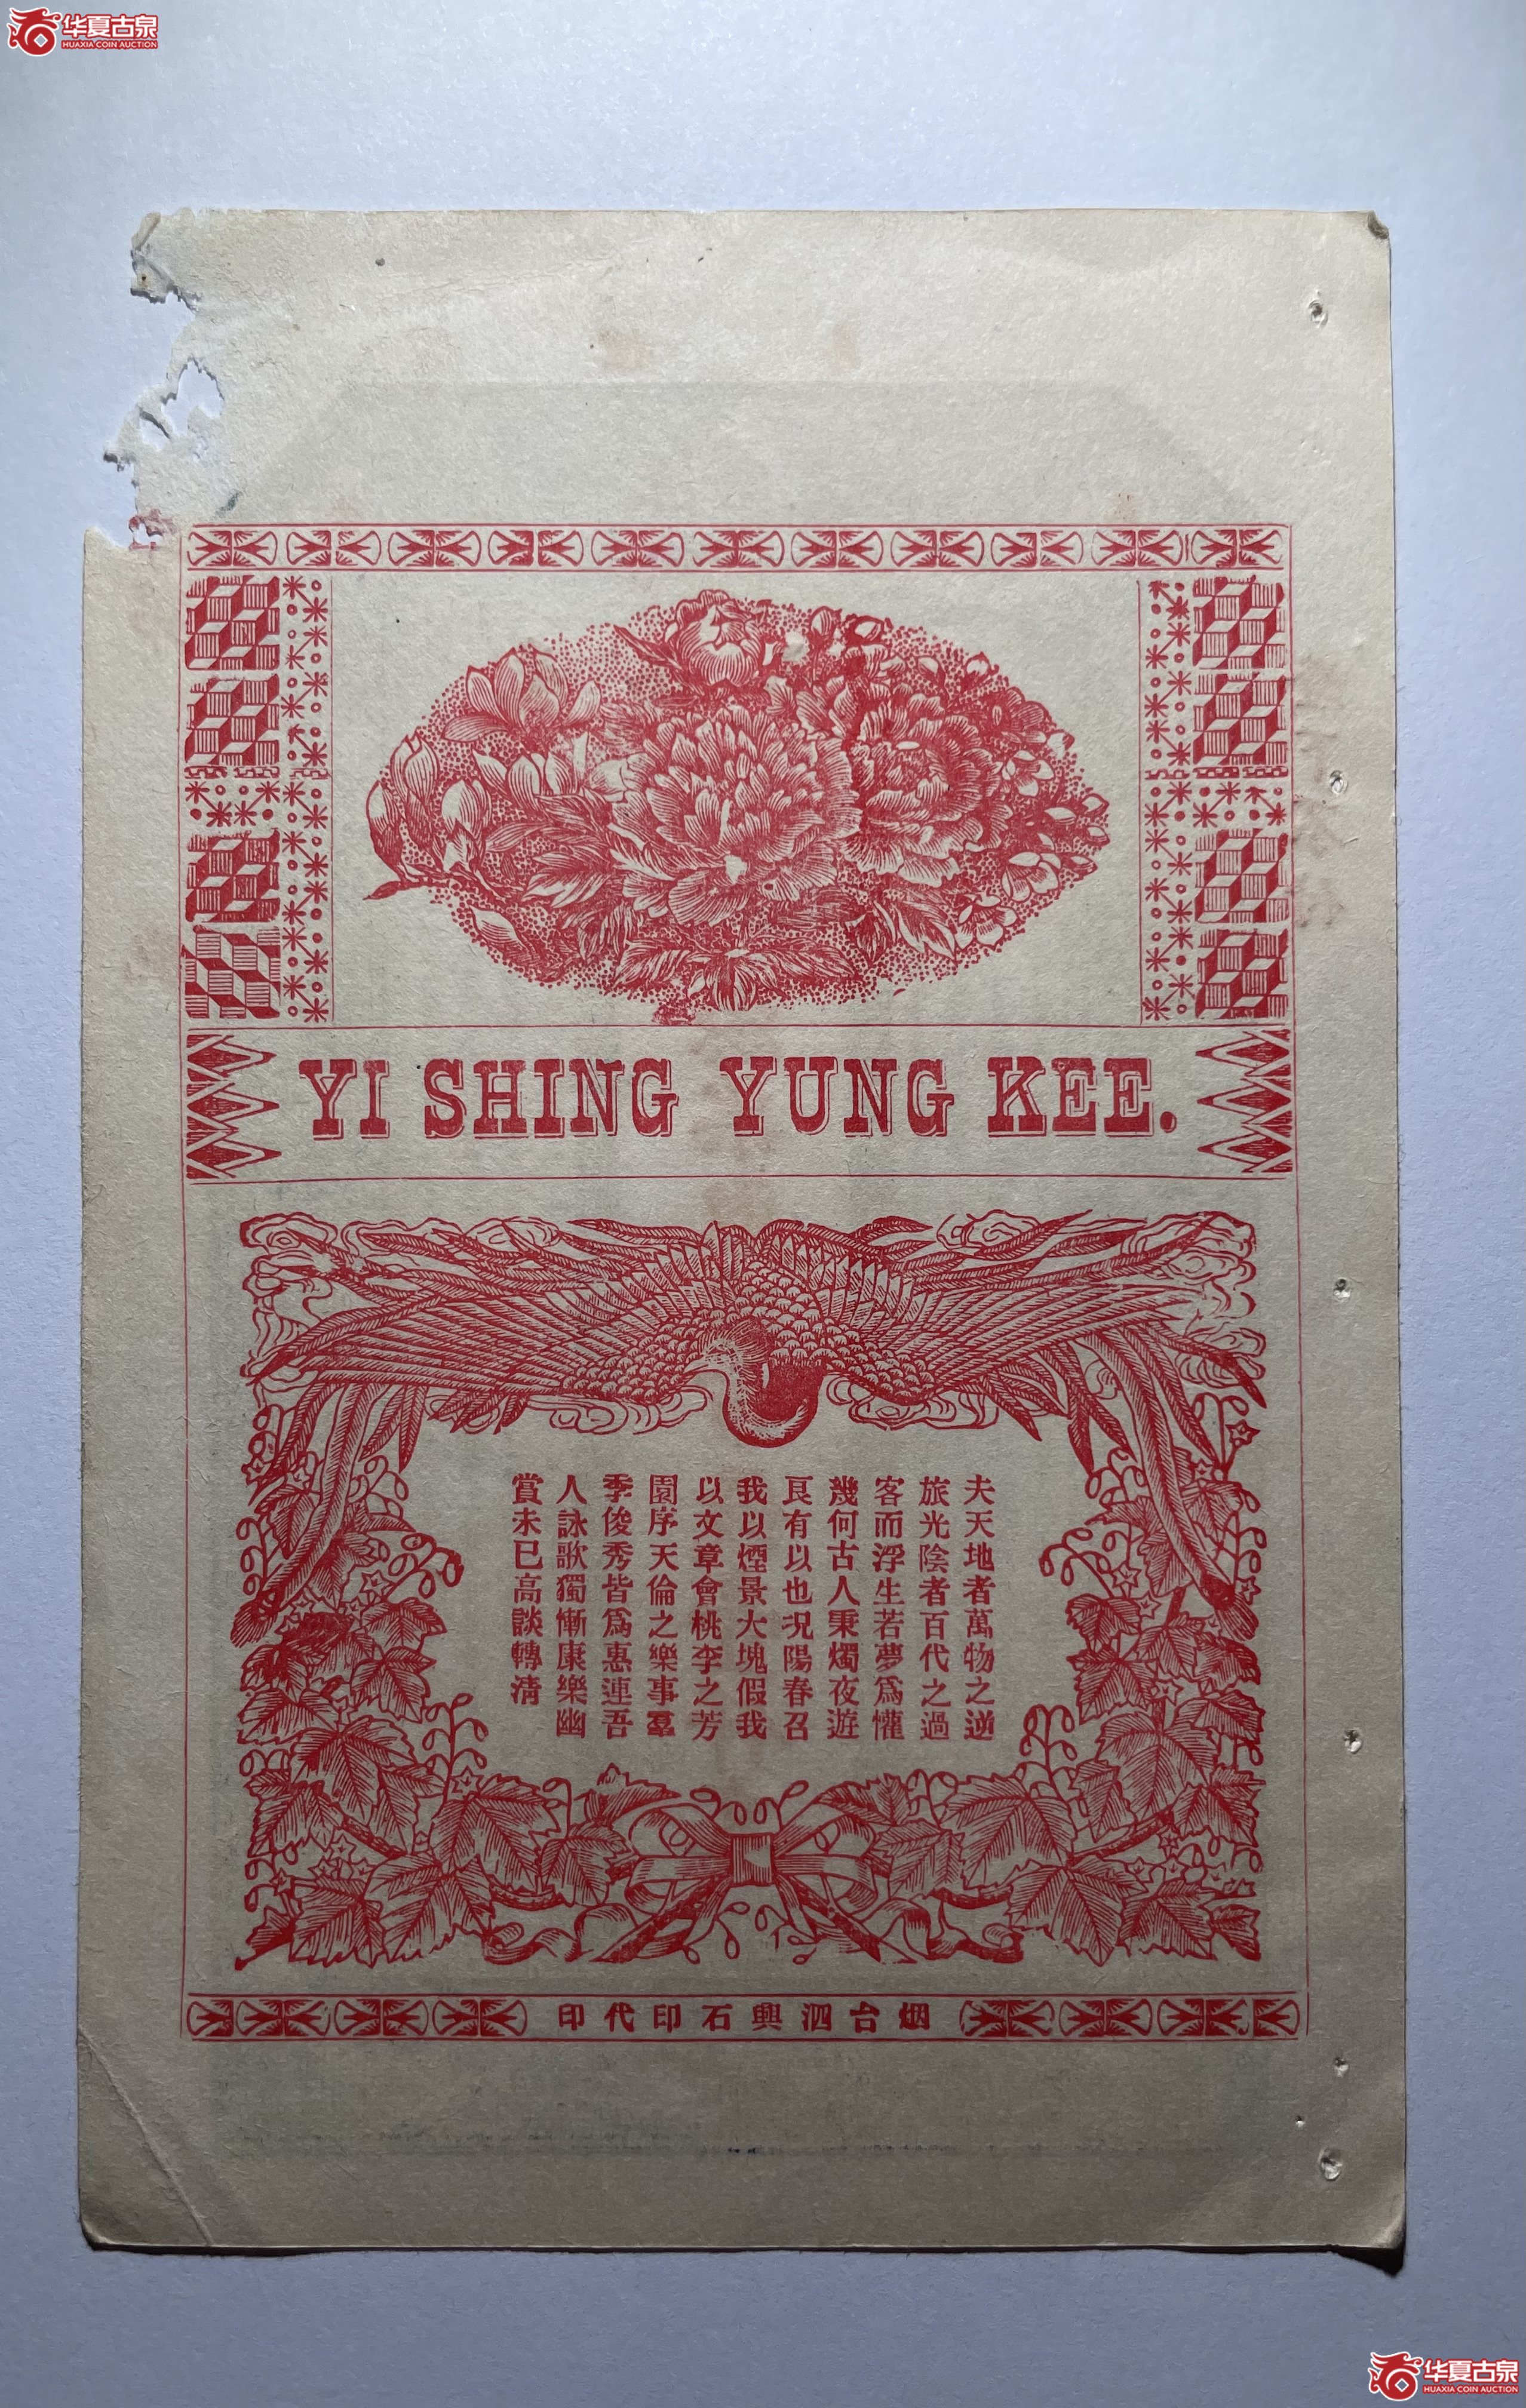 华夏古泉
HUAXIA COIN AUCTION
YI SHING YUNG KEE.
夫天地者萬物之逆
旅光陰者百代之過
客而浮生若夢爲懽
幾何古人秉燭夜遊
良有以也況陽春召
我以煙景大塊假我
以文章會桃李之芳
園序天倫之樂事羣
季俊秀皆爲惠連吾
人詠歌獨慚康樂幽
賞未已高談轉清
烟台泗興石印代印
华夏古泉
HUAXIA COIN AUCTION